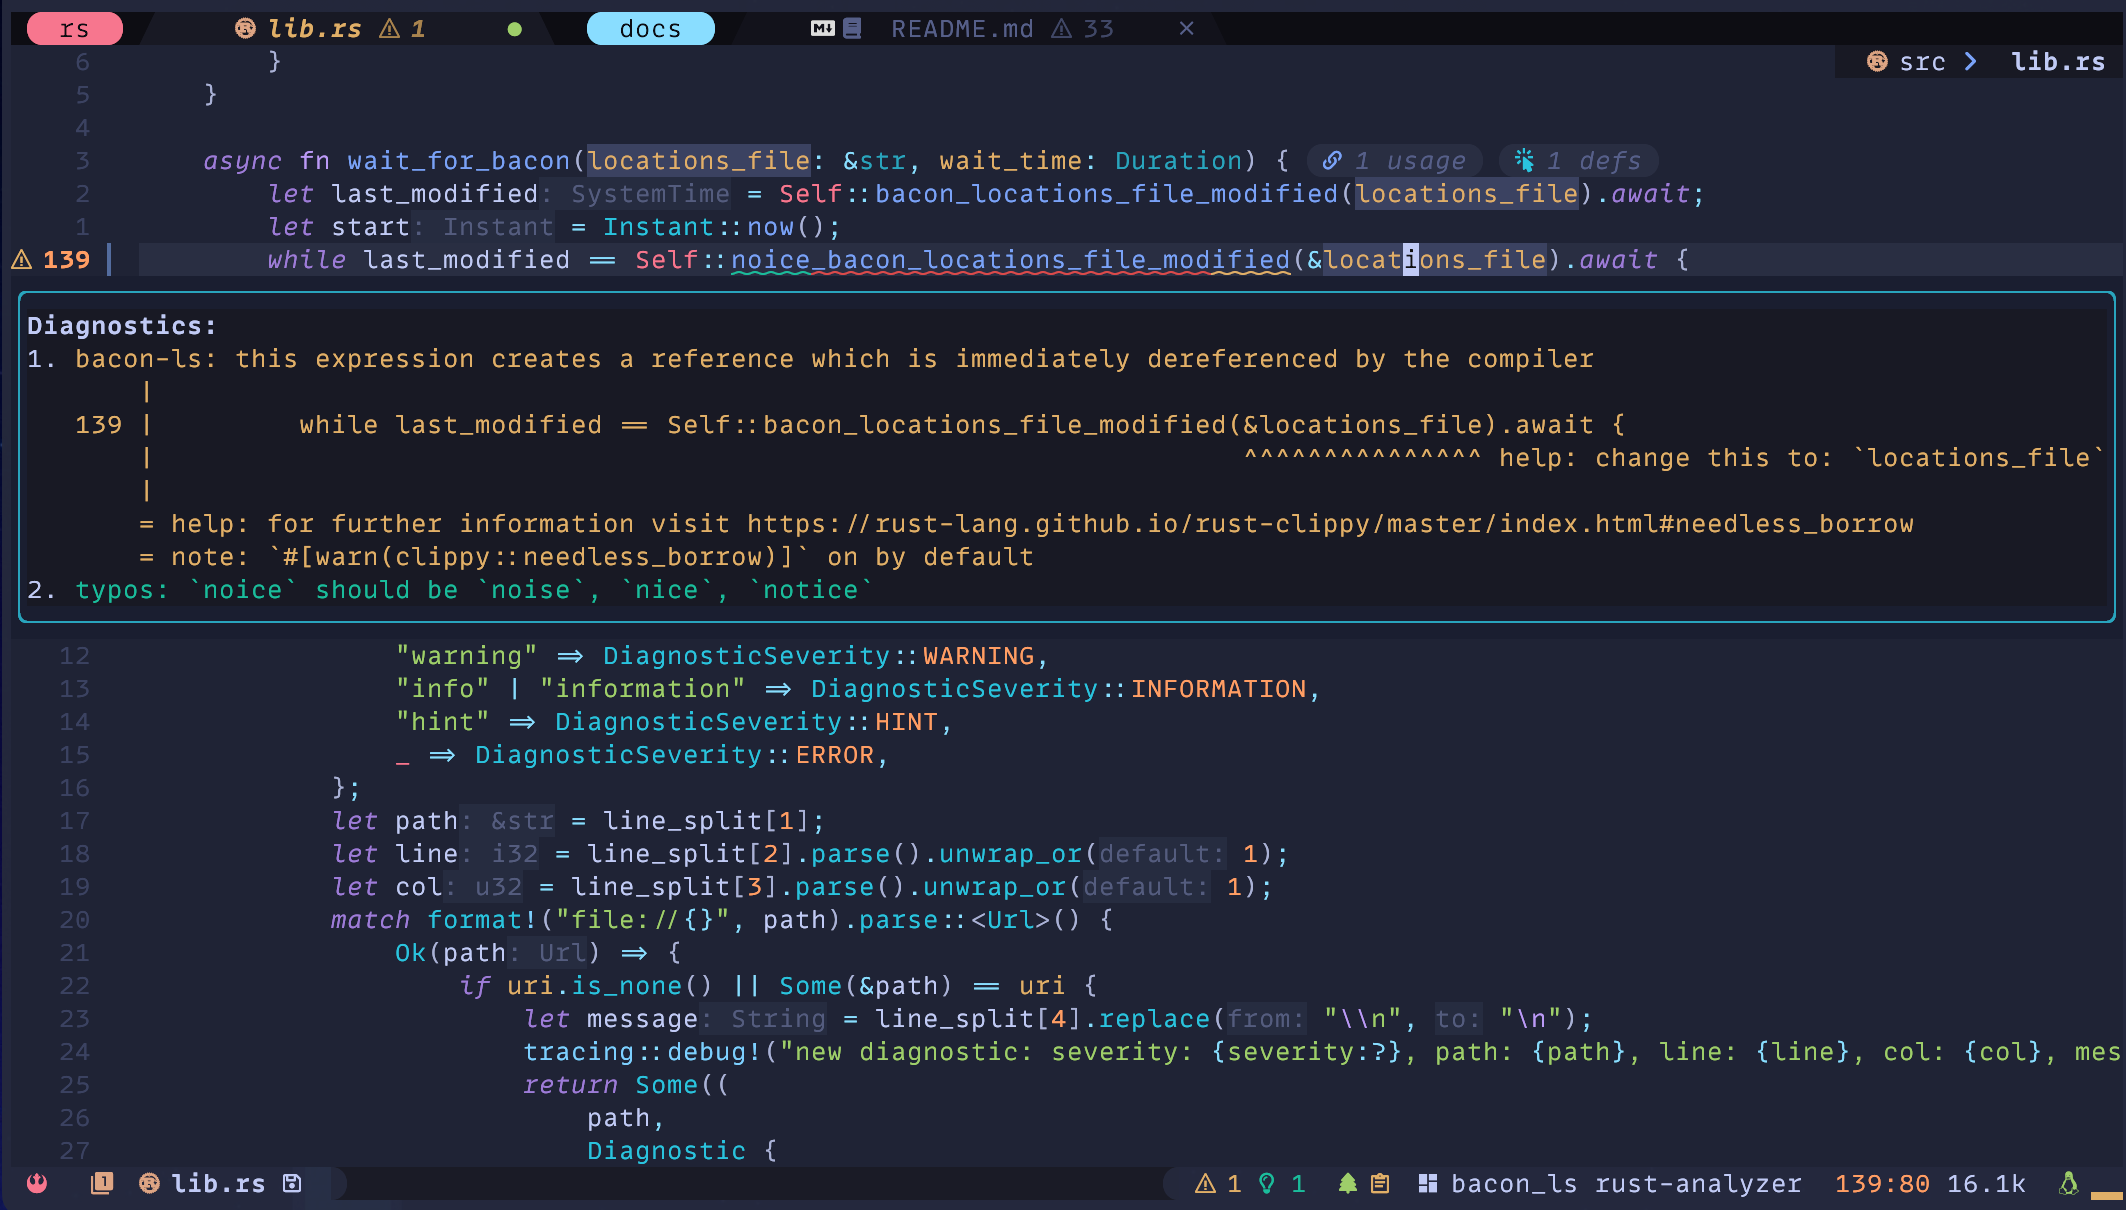 rs lib.rs 1 docs README.md 33
6 }
src lib.rs
5 }
4
3 async fn wait_for_bacon(locations_file: &str, wait_time: Duration) { 1 usage 1 defs
2 let last_modified: SystemTime = Self::bacon_locations_file_modified(locations_file).await;
1 let start: Instant = Instant::now();
139 while last_modified == Self::noice_bacon_locations_file_modified(&locations_file).await {
Diagnostics:
1. bacon-ls: this expression creates a reference which is immediately dereferenced by the compiler
|
139 | while last_modified == Self::bacon_locations_file_modified(&locations_file).await {
| ^^^^^^^^^^^^^^^ help: change this to: `locations_file`
|
= help: for further information visit https://rust-lang.github.io/rust-clippy/master/index.html#needless_borrow
= note: `#[warn(clippy::needless_borrow)]` on by default
2. typos: `noice` should be `noise`, `nice`, `notice`
12 "warning" => DiagnosticSeverity::WARNING,
13 "info" | "information" => DiagnosticSeverity::INFORMATION,
14 "hint" => DiagnosticSeverity::HINT,
15 _ => DiagnosticSeverity::ERROR,
16 };
17 let path: &str = line_split[1];
18 let line: i32 = line_split[2].parse().unwrap_or(default: 1);
19 let col: u32 = line_split[3].parse().unwrap_or(default: 1);
20 match format!("file://{}", path).parse::<Url>() {
21 Ok(path: Url) => {
22 if uri.is_none() || Some(&path) == uri {
23 let message: String = line_split[4].replace(from: "\\n", to: "\n");
24 tracing::debug!("new diagnostic: severity: {severity:?}, path: {path}, line: {line}, col: {col}, mes
25 return Some((
26 path,
27 Diagnostic {
1 lib.rs 1 1 bacon_ls rust-analyzer 139:80 16.1k